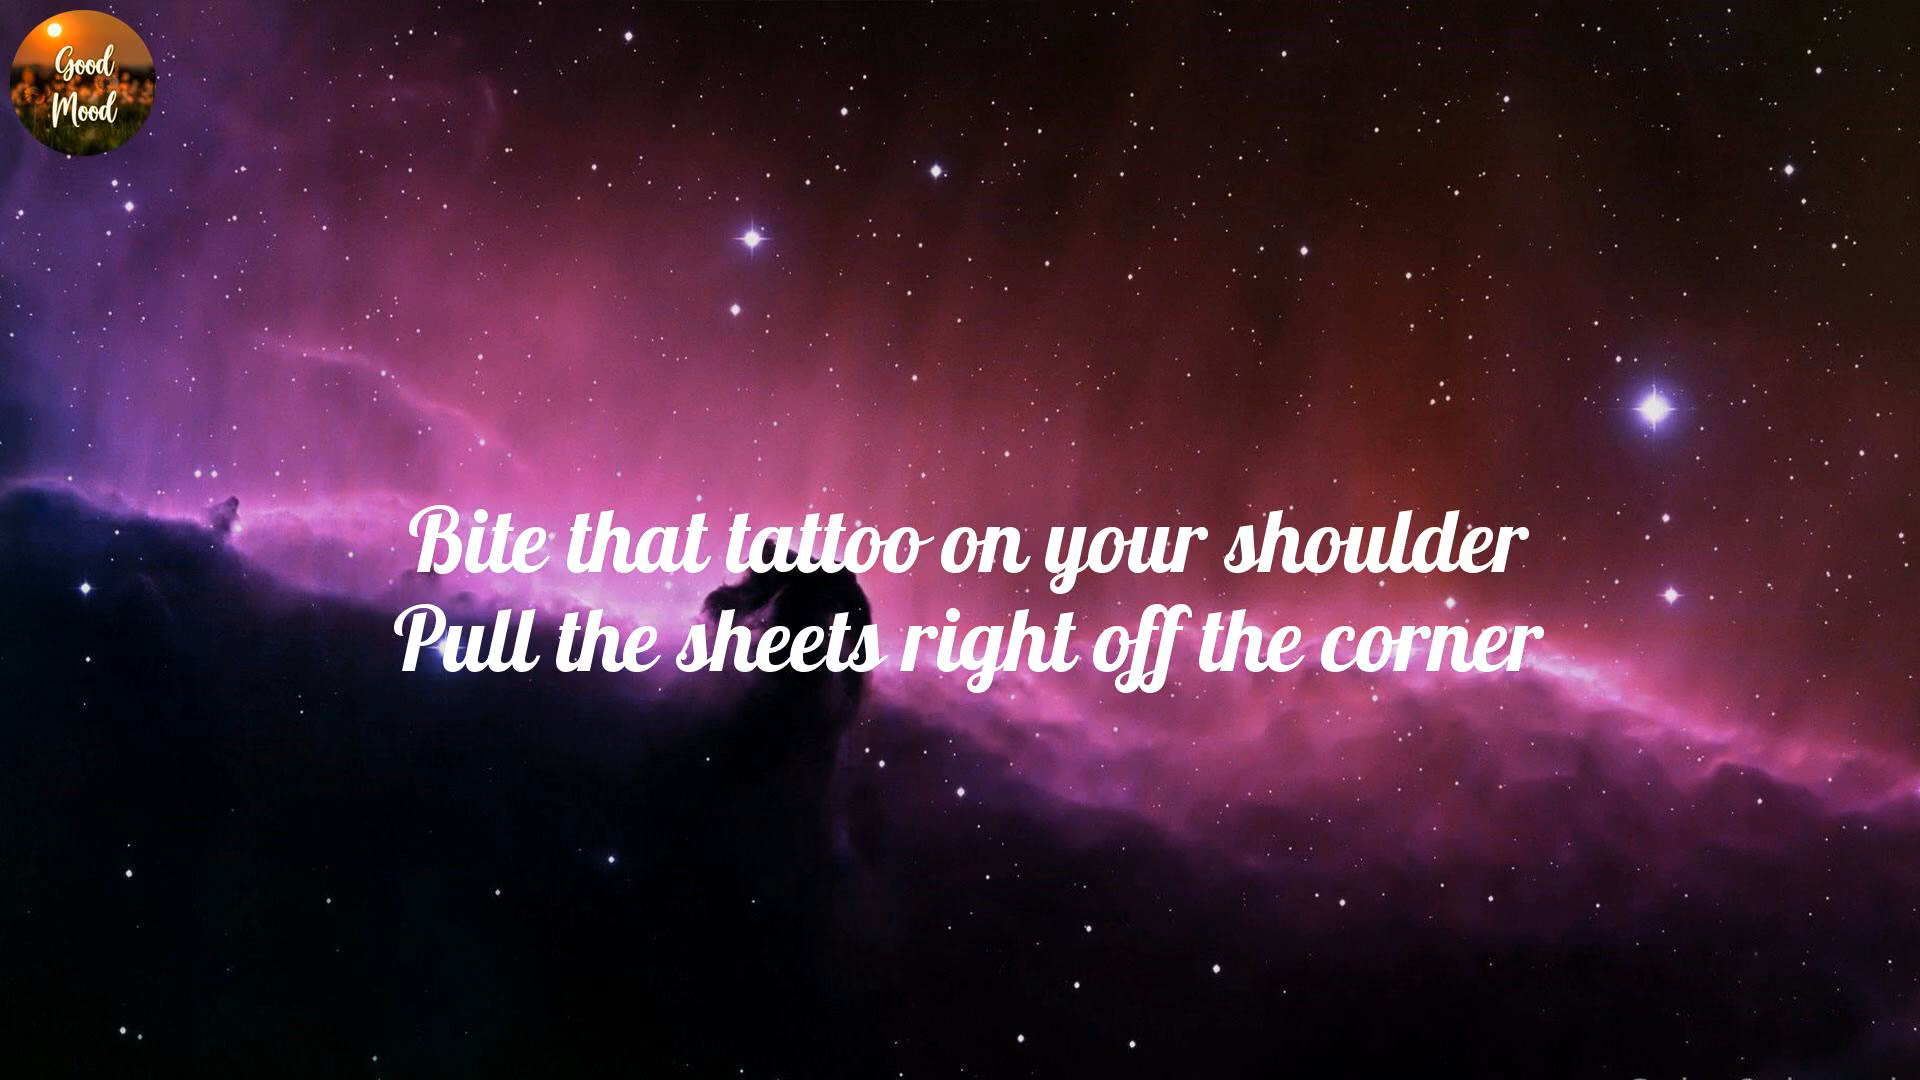 Good
Mood
Bite that tattoo on your shoulder
Pull the sheets right off the corner